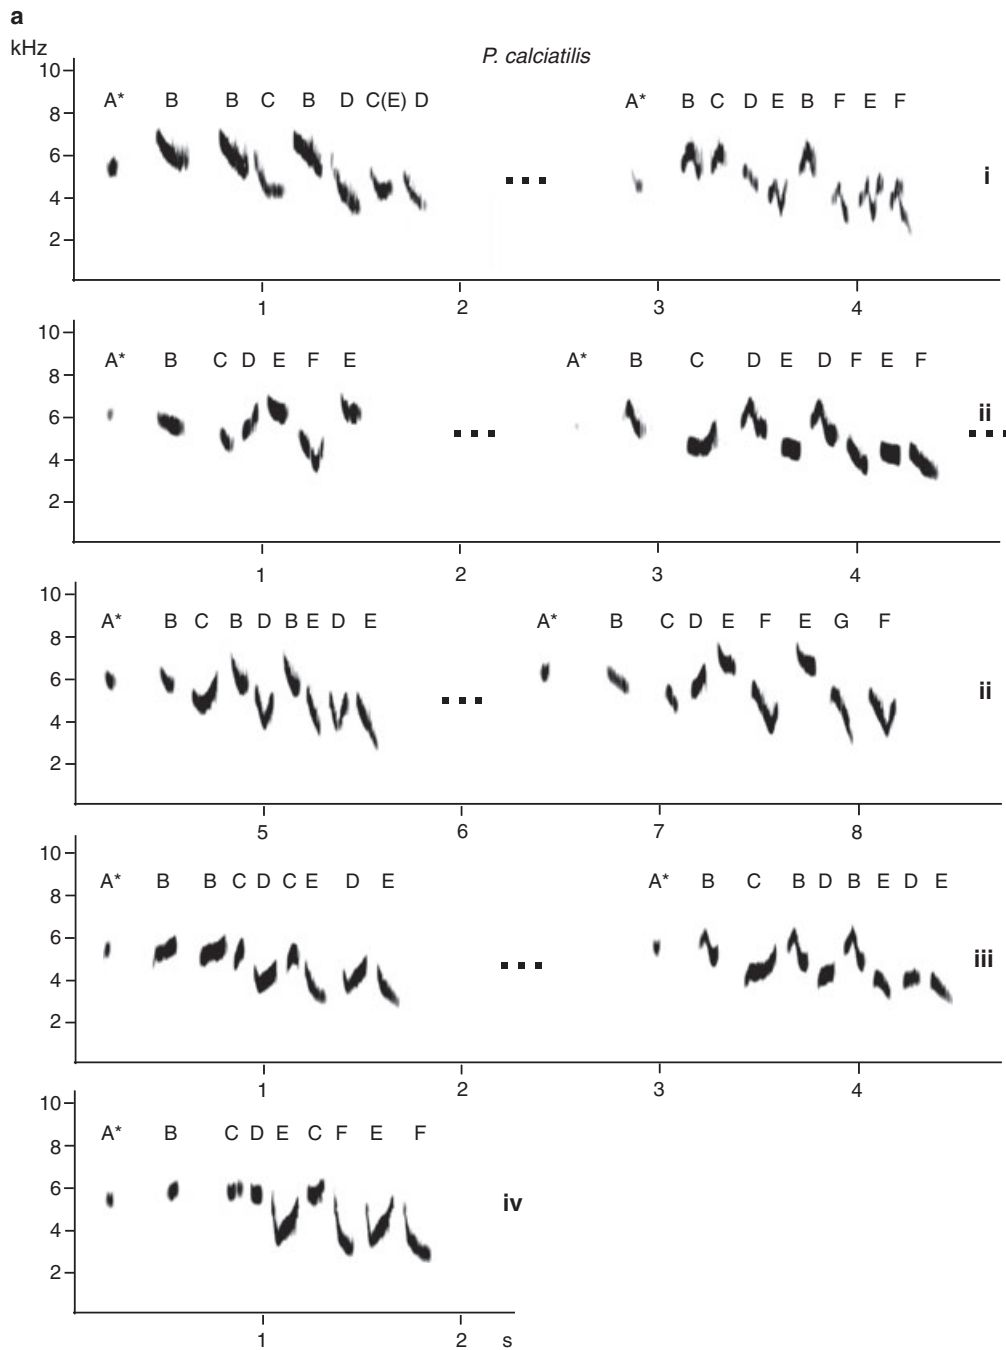 a
kHz
P. calciatilis
10
A* B B C B D C(E) D A* B C D E B F E F
8
6
4
i
2
1 2 3 4
10
A* B C D E F E A* B C D E D F E F
8
6
ii
4
2
1 2 3 4
10
A* B C B D B E D E A* B C D E F E G F
8
6
ii
4
2
5 6 7 8
10
A* B B C D C E D E A* B C B D B E D E
8
6
iii
4
2
1 2 3 4
10
A* B C D E C F E F
8
6
iv
4
2
1 2 s